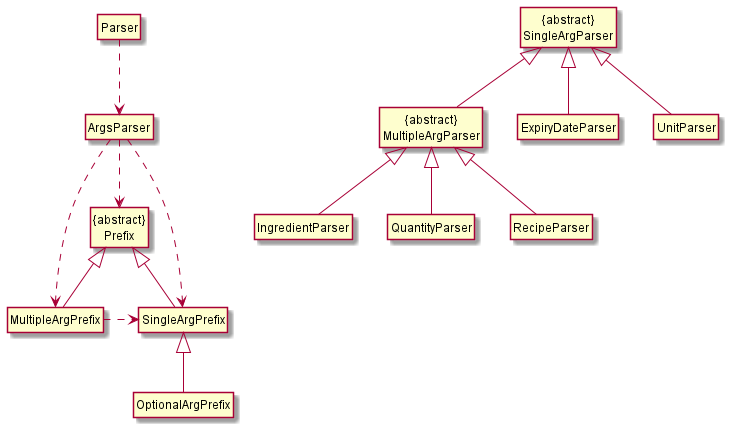 Parser
ArgsParser
{abstract}
Prefix
MultipleArgPrefix
SingleArgPrefix
OptionalArgPrefix
{abstract}
SingleArgParser
{abstract}
MultipleArgParser
ExpiryDateParser
UnitParser
IngredientParser
QuantityParser
RecipeParser